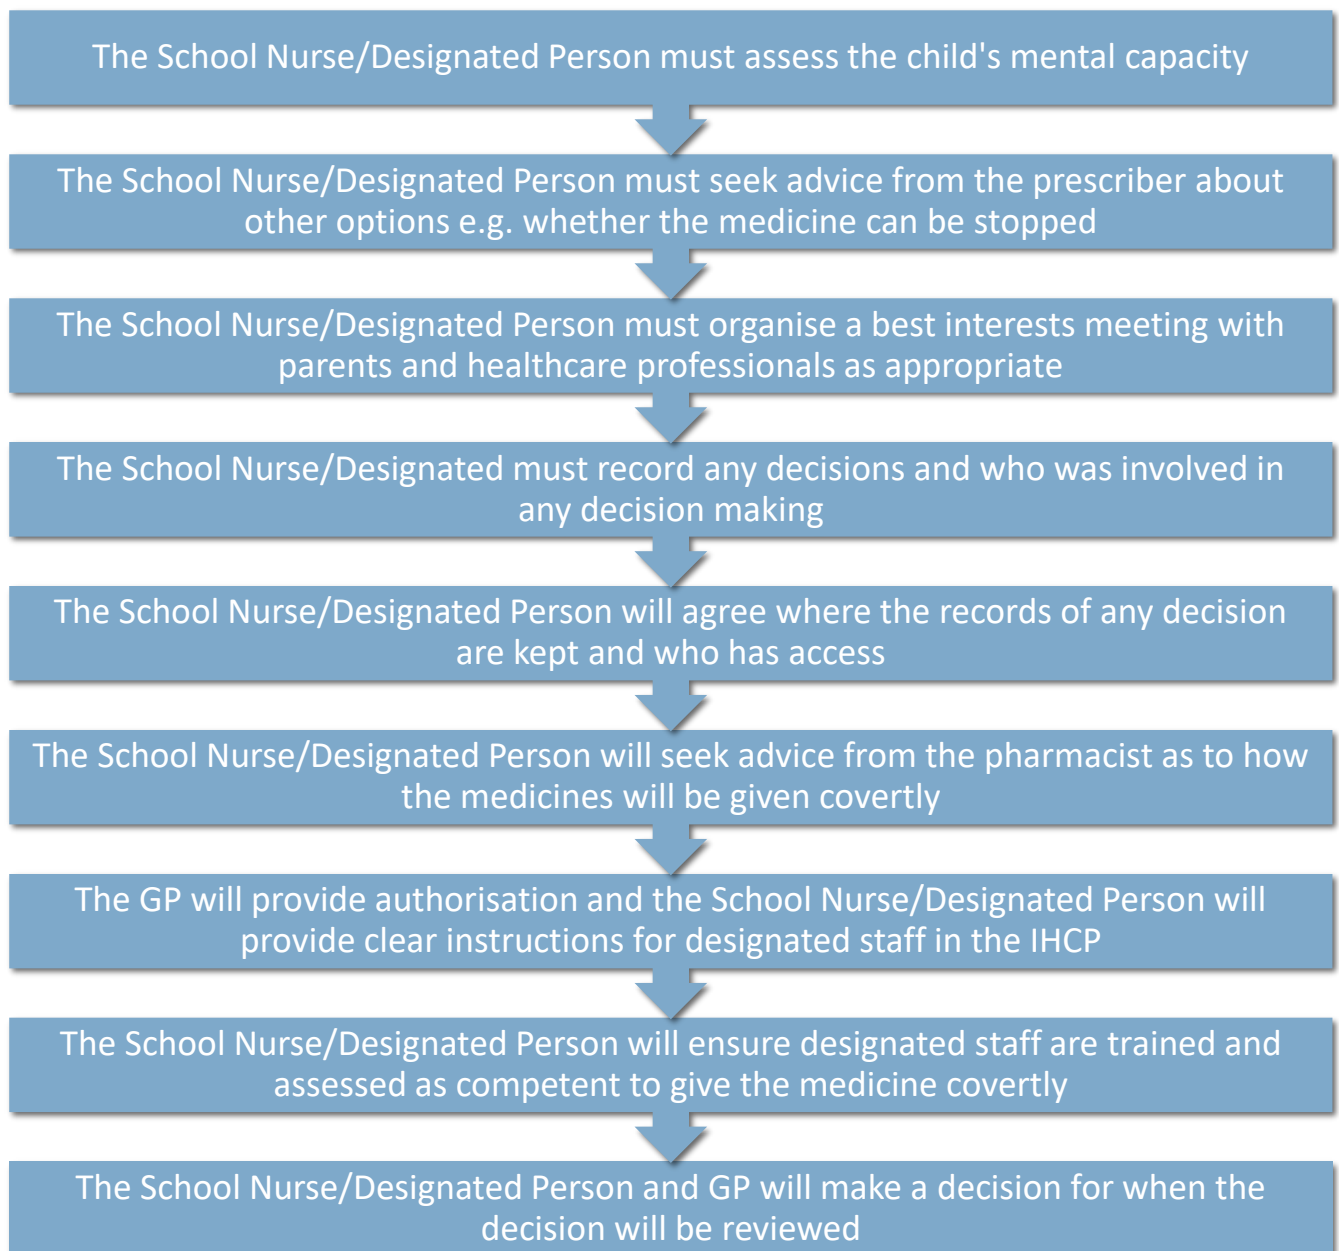 The School Nurse/Designated Person must assess the child's mental capacity
The School Nurse/Designated Person must seek advice from the prescriber about
other options e.g. whether the medicine can be stopped
The School Nurse/Designated Person must organise a best interests meeting with
parents and healthcare professionals as appropriate
The School Nurse/Designated must record any decisions and who was involved in
any decision making
The School Nurse/Designated Person will agree where the records of any decision
are kept and who has access
The School Nurse/Designated Person will seek advice from the pharmacist as to how
the medicines will be given covertly
The GP will provide authorisation and the School Nurse/Designated Person will
provide clear instructions for designated staff in the IHCP
The School Nurse/Designated Person will ensure designated staff are trained and
assessed as competent to give the medicine covertly
The School Nurse/Designated Person and GP will make a decision for when the
decision will be reviewed